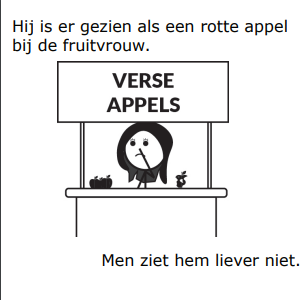 Hij is er gezien als een rotte appel
bij de fruitvrouw.
VERSE
APPELS
Men ziet hem liever niet.